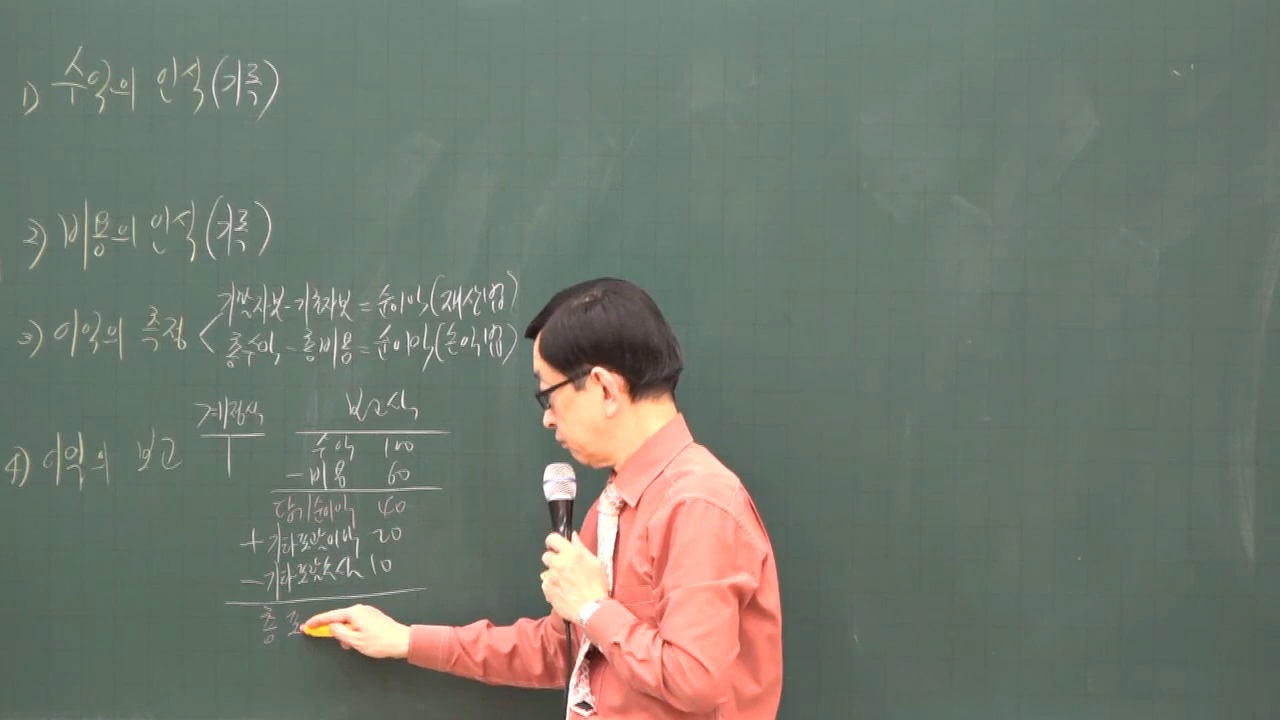 1) 수익의 인식(기록)
2) 비용의 인식(기록)
3) 이익의 측정 < 기말자본 - 기초자본 = 순이익(재산법)
총수익 - 총비용 = 순이익(손익법)
4) 이익의 보고 계정식 보고식
수익 100
- 비용 60
당기순이익 40
+ 기타포괄이익 20
- 기타포괄손실 10
총 포